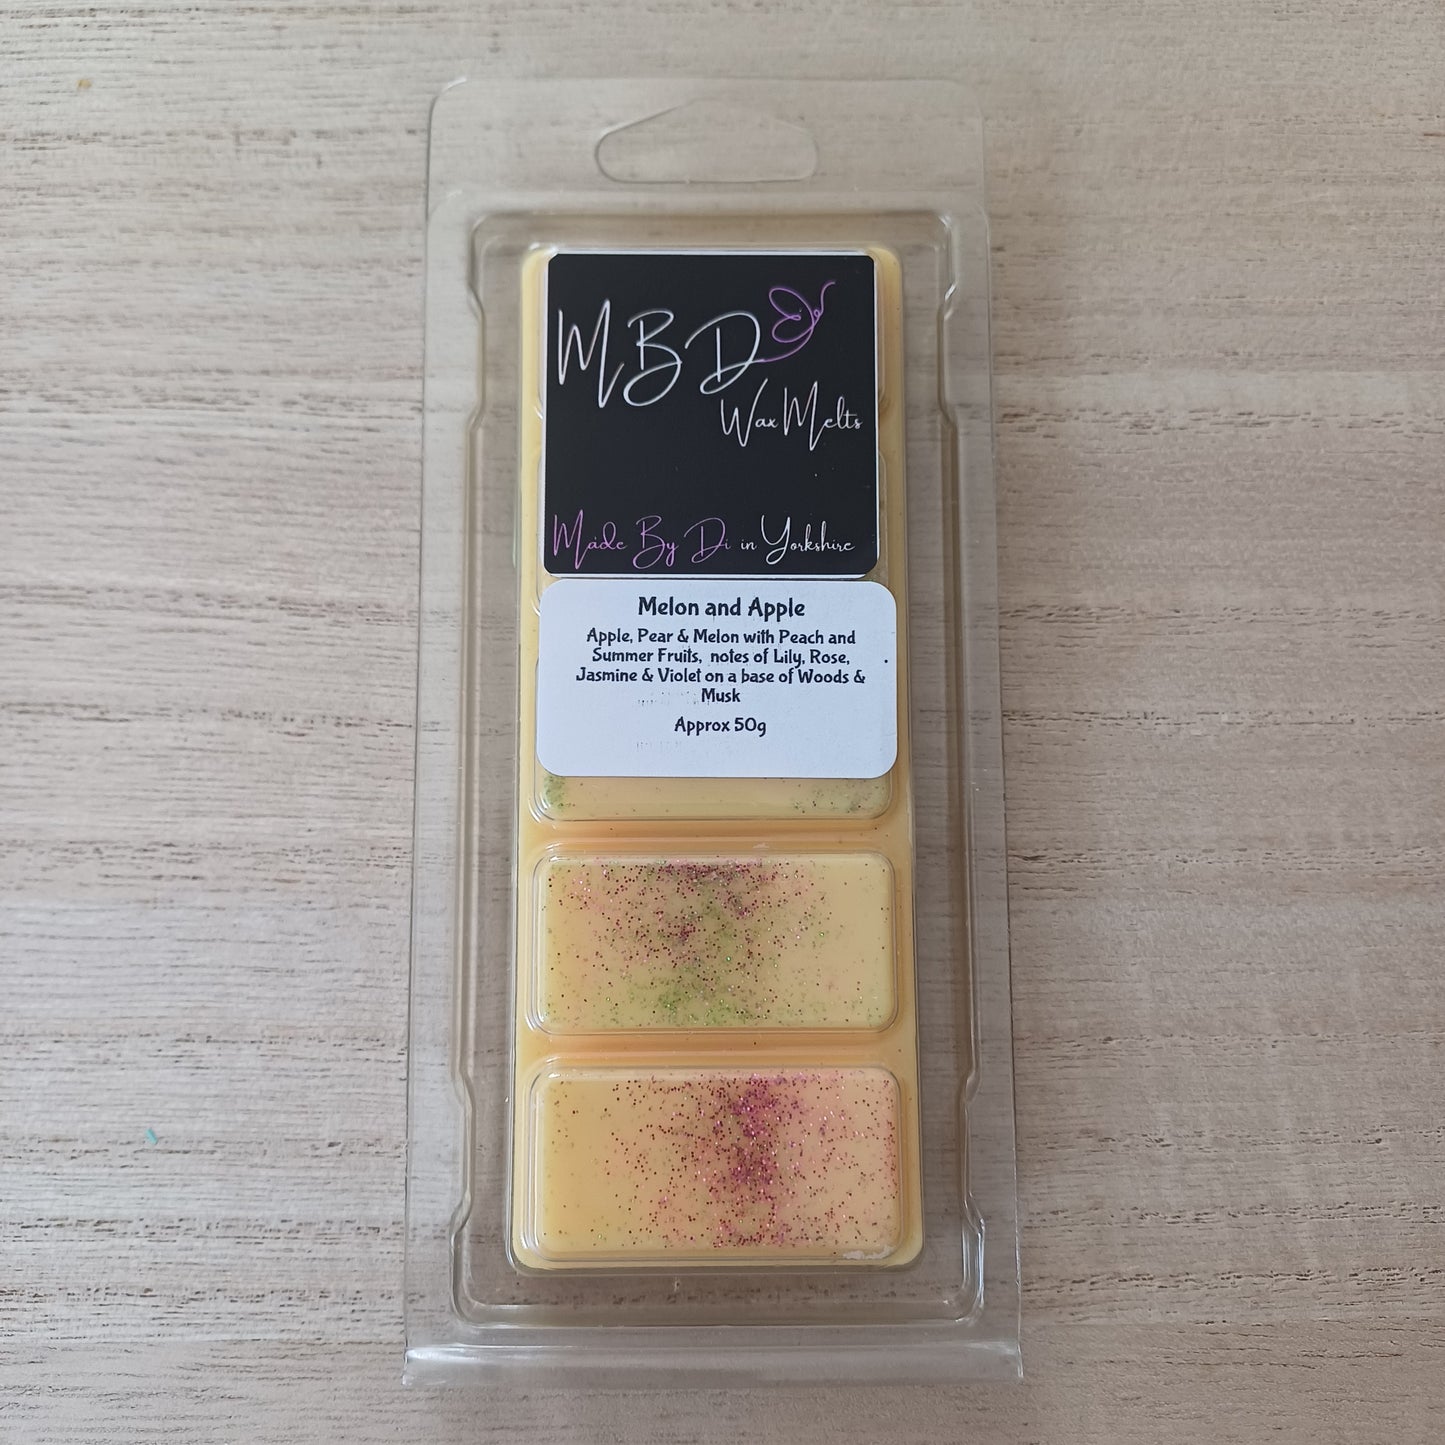 MBD
Wax Melts
Made By Di in Yorkshire
Melon and Apple
Apple, Pear & Melon with Peach and
Summer Fruits, notes of Lily, Rose,
Jasmine & Violet on a base of Woods &
Musk
Approx 50g